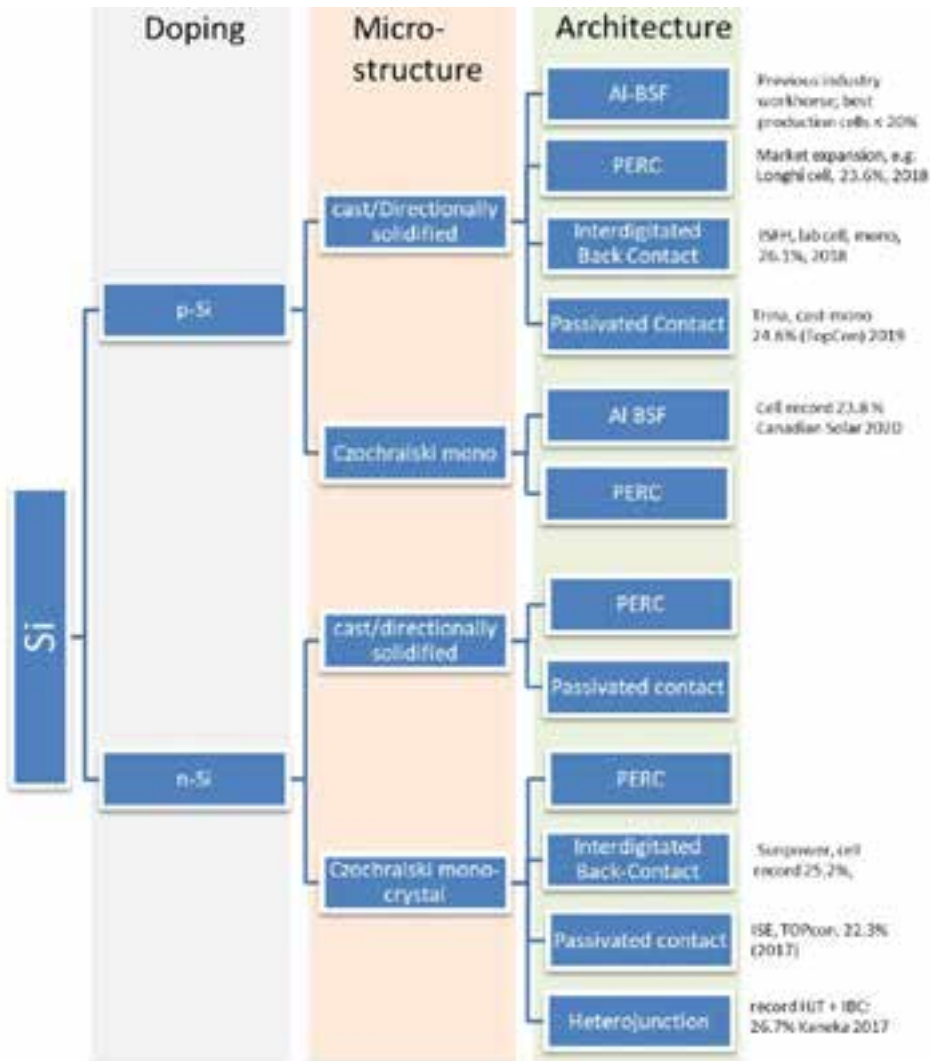 Doping
Micro-
structure
Architecture
Si
p-Si
n-Si
cast/Directionally
solidified
Czochralski mono
cast/directionally
solidified
Czochralski mono-
crystal
Al-BSF
PERC
Interdigitated
Back Contact
Passivated Contact
Al BSF
PERC
PERC
Passivated contact
PERC
Interdigitated
Back-Contact
Passivated contact
Heterojunction
Previous industry
workhorse; best
production cells < 20%
Market expansion, e.g.
Longhi cell, 23.6%, 2018
ISFH, lab cell, mono,
26.1%, 2018
Trina, cast mono
24.6% (TopCon) 2019
Cell record 23.8 %
Canadian Solar 2020
Sunpower, cell
record 25.2%,
ISE, TOPcon, 22.3%
(2017)
record HJT + IBC:
26.7% Kaneka 2017